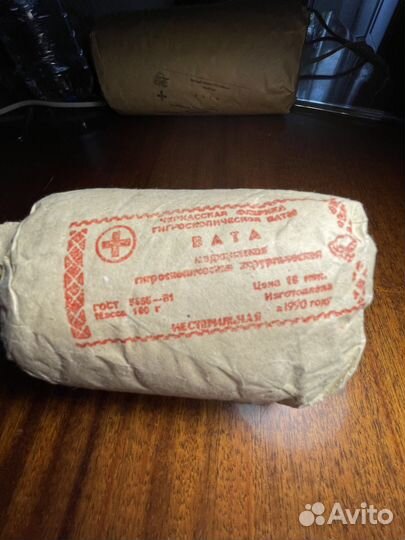 ЧЕРКАССКАЯ ФАБРИКА
ГИГРОСКОПИЧЕСКОЙ ВАТЫ
ВАТА
медицинская
гигроскопическая хирургическая
ГОСТ 5556—81
Масса 100 г
Цена 18 коп.
Изготовлена
в 1990 году
НЕСТЕРИЛЬНАЯ
Avito